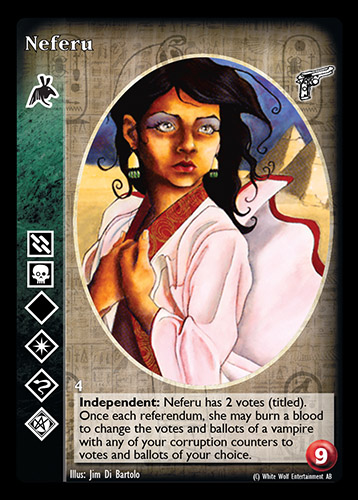 Neferu
4
Independent: Neferu has 2 votes (titled).
Once each referendum, she may burn a blood
to change the votes and ballots of a vampire
with any of your corruption counters to
votes and ballots of your choice.
9
Illus: Jim Di Bartolo
(C) White Wolf Entertainment AB